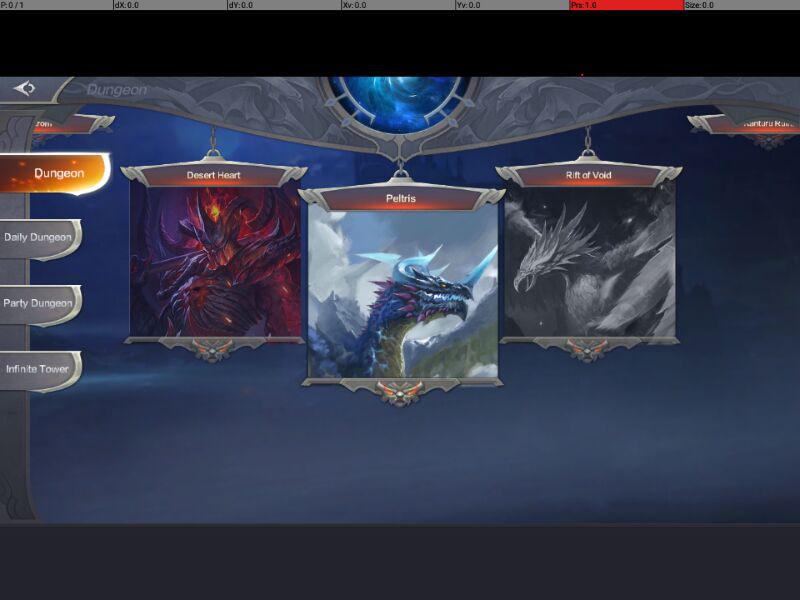 P: 0 / 1 dX: 0.0 dY: 0.0 Xv: 0.0 Yv: 0.0 Prs: 1.0 Size: 0.0
Dungeon
Dungeon
Daily Dungeon
Party Dungeon
Infinite Tower
Desert Heart
Peltris
Rift of Void
Kanturu